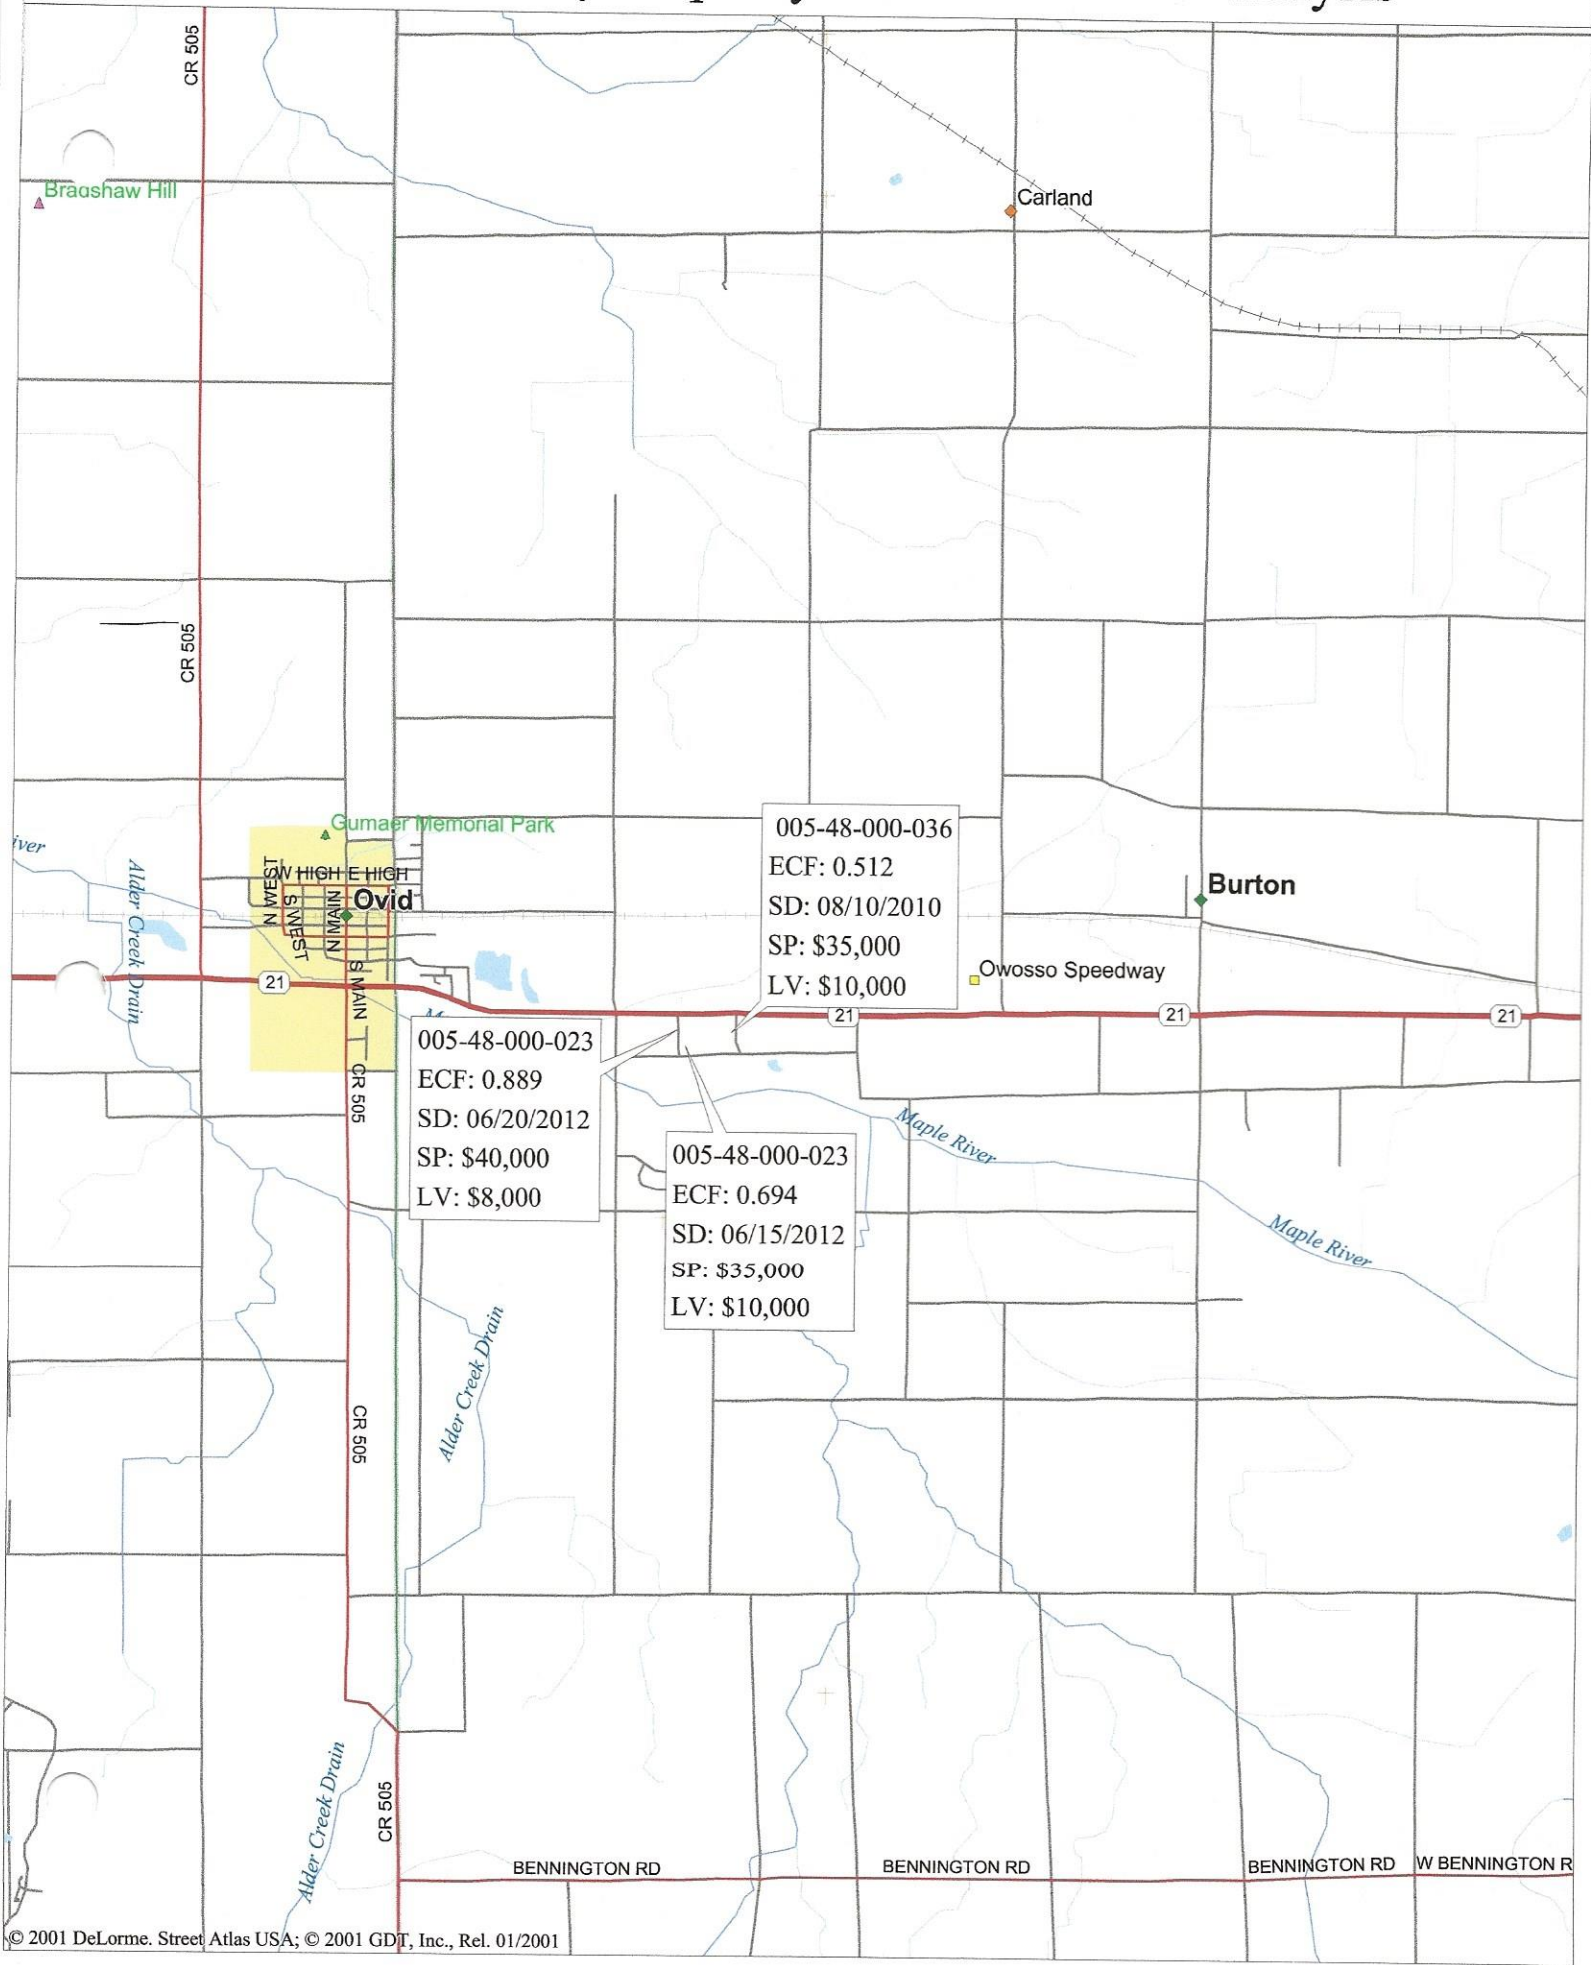 CR 505
Bradshaw Hill
Carland
CR 505
Gumaer Memorial Park
W HIGH
E HIGH
N WEST
S WEST
N MAIN
Ovid
Alder Creek Drain
21
S MAIN
CR 505
005-48-000-036
ECF: 0.512
SD: 08/10/2010
SP: $35,000
LV: $10,000
Burton
Owosso Speedway
21
21
21
005-48-000-023
ECF: 0.889
SD: 06/20/2012
SP: $40,000
LV: $8,000
005-48-000-023
ECF: 0.694
SD: 06/15/2012
SP: $35,000
LV: $10,000
Maple River
Maple River
Alder Creek Drain
CR 505
Alder Creek Drain
CR 505
BENNINGTON RD
BENNINGTON RD
BENNINGTON RD
W BENNINGTON R
© 2001 DeLorme. Street Atlas USA; © 2001 GDT, Inc., Rel. 01/2001